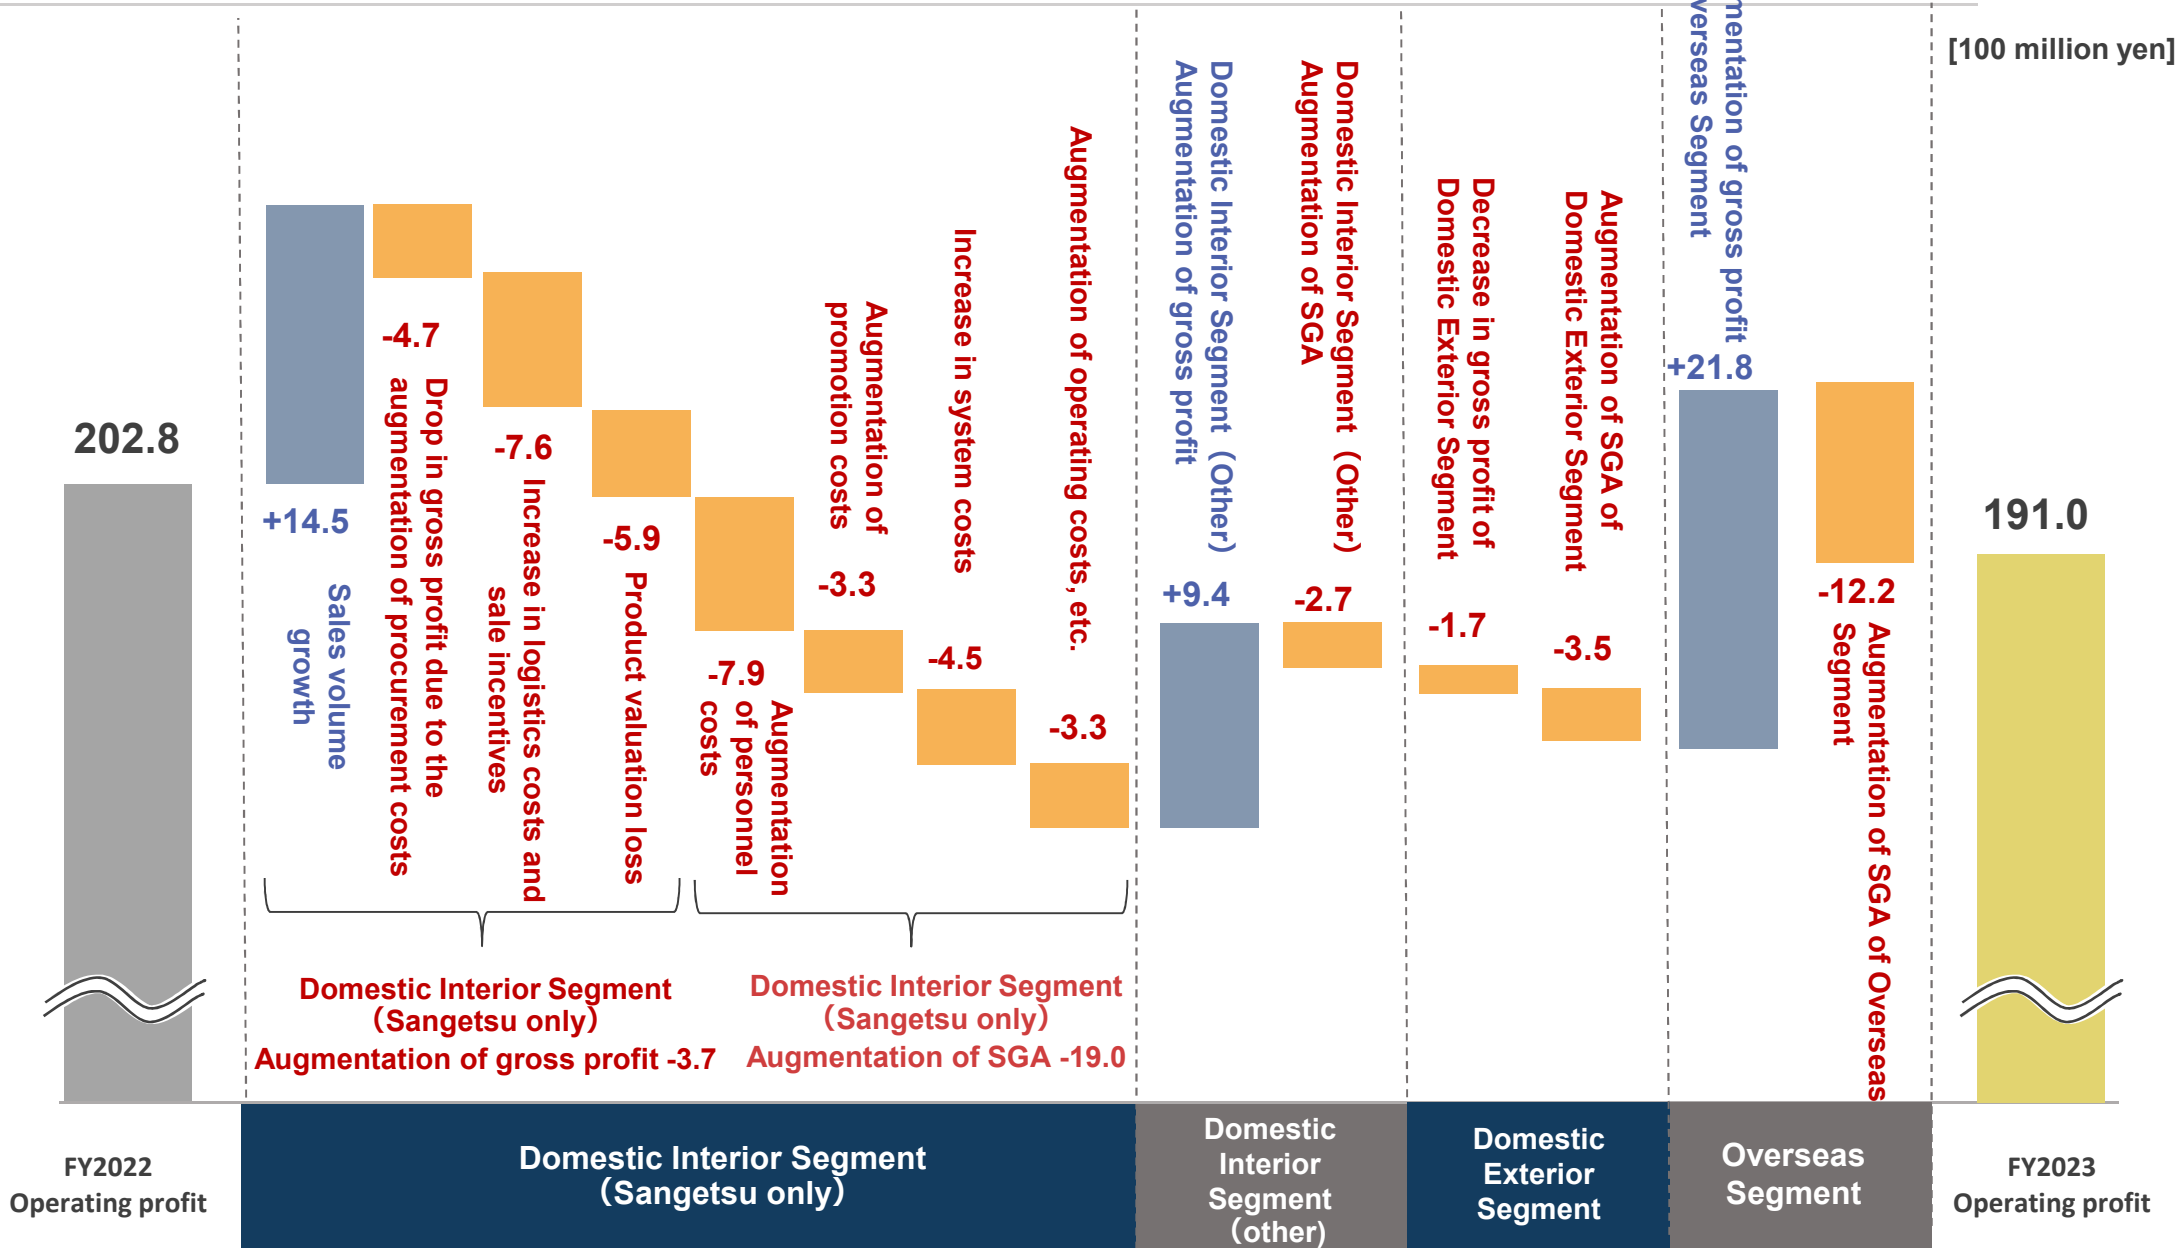 [100 million yen]
202.8
+14.5
Sales volume
growth
-4.7
Drop in gross profit due to the
augmentation of procurement costs
-7.6
Increase in logistics costs and
sale incentives
-5.9
Product valuation loss
-7.9
Augmentation
of personnel
costs
Augmentation of
promotion costs
-3.3
Increase in system costs
-4.5
Augmentation of operating costs, etc.
-3.3
Domestic Interior Segment (Other)
Augmentation of gross profit
+9.4
Domestic Interior Segment (Other)
Augmentation of SGA
-2.7
Decrease in gross profit of
Domestic Exterior Segment
-1.7
Augmentation of SGA of
Domestic Exterior Segment
-3.5
of gross profit
Segment
+21.8
-12.2
Augmentation of SGA of Overseas
Segment
191.0
Domestic Interior Segment
(Sangetsu only)
Augmentation of gross profit -3.7
Domestic Interior Segment
(Sangetsu only)
Augmentation of SGA -19.0
FY2022
Operating profit
Domestic Interior Segment
(Sangetsu only)
Domestic
Interior
Segment
(other)
Domestic
Exterior
Segment
Overseas
Segment
FY2023
Operating profit